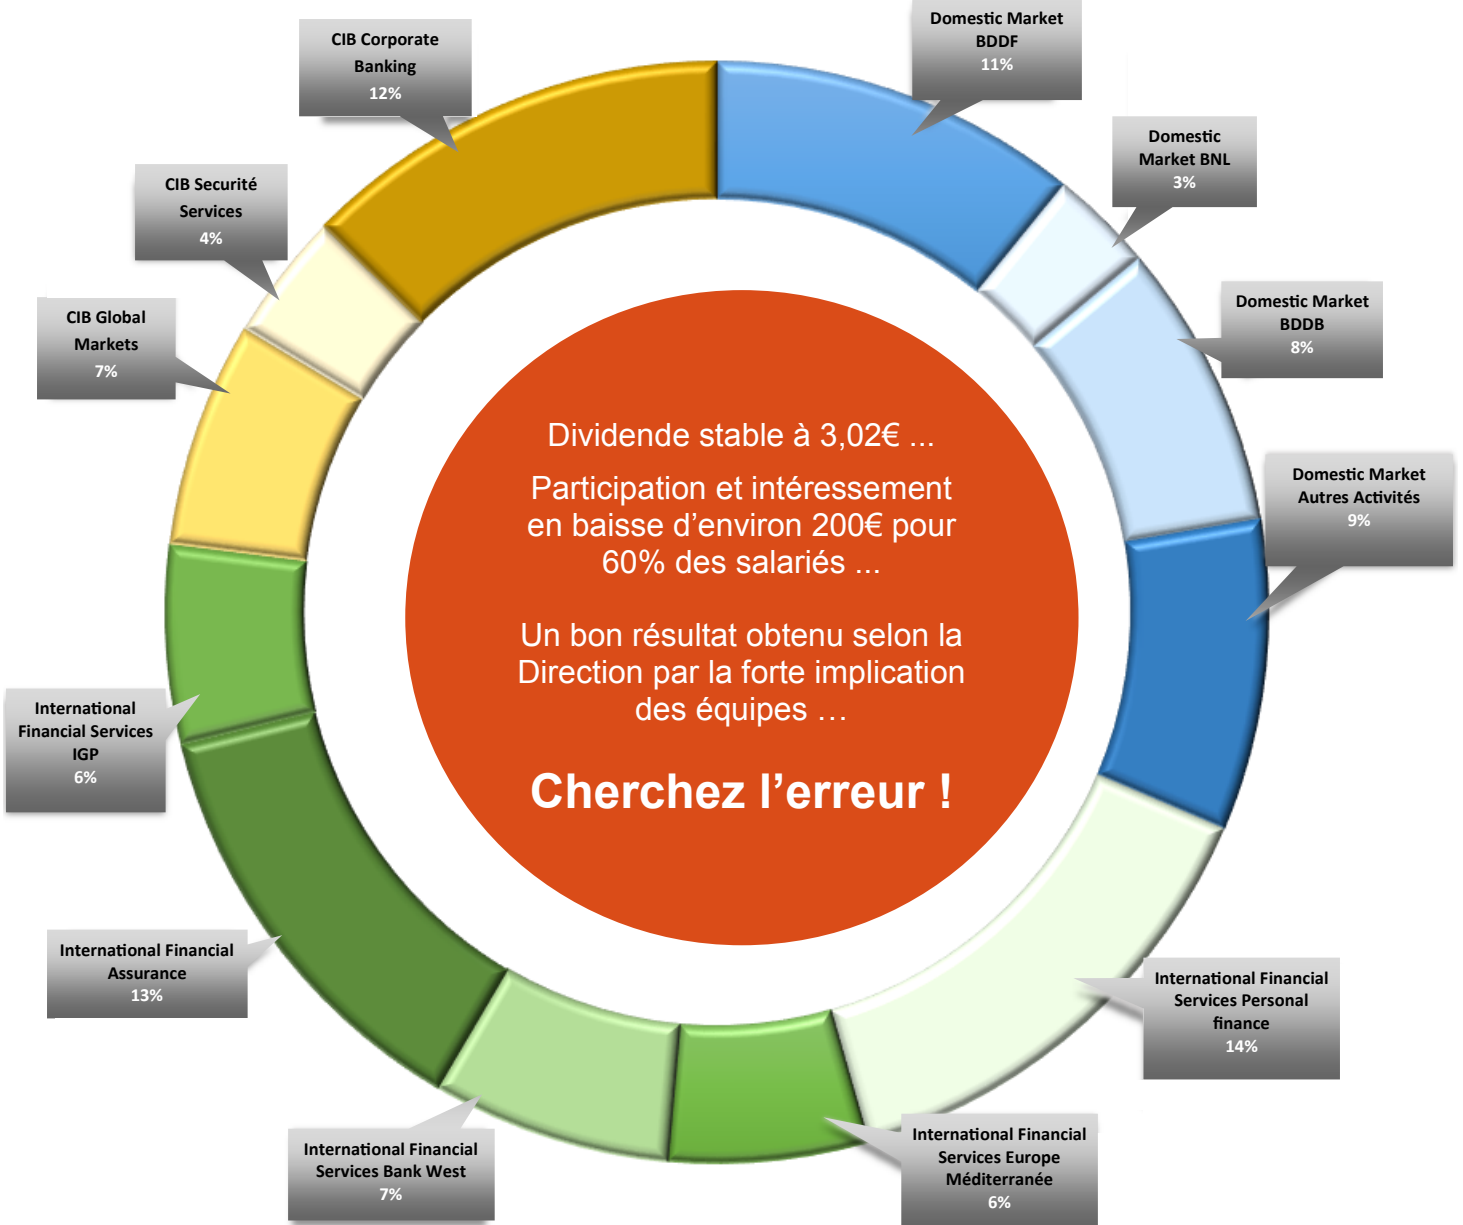 Domestic Market
BDDF
11%
CIB Corporate
Banking
12%
Domestic
Market BNL
3%
CIB Securité
Services
4%
Domestic Market
BDDB
8%
CIB Global
Markets
7%
Dividende stable à 3,02€ ...
Participation et intéressement
en baisse d’environ 200€ pour
60% des salariés ...
Un bon résultat obtenu selon la
Direction par la forte implication
des équipes …
Cherchez l’erreur !
Domestic Market
Autres Activités
9%
International
Financial Services
IGP
6%
International Financial
Assurance
13%
International Financial
Services Personal
finance
14%
International Financial
Services Bank West
7%
International Financial
Services Europe
Méditerranée
6%